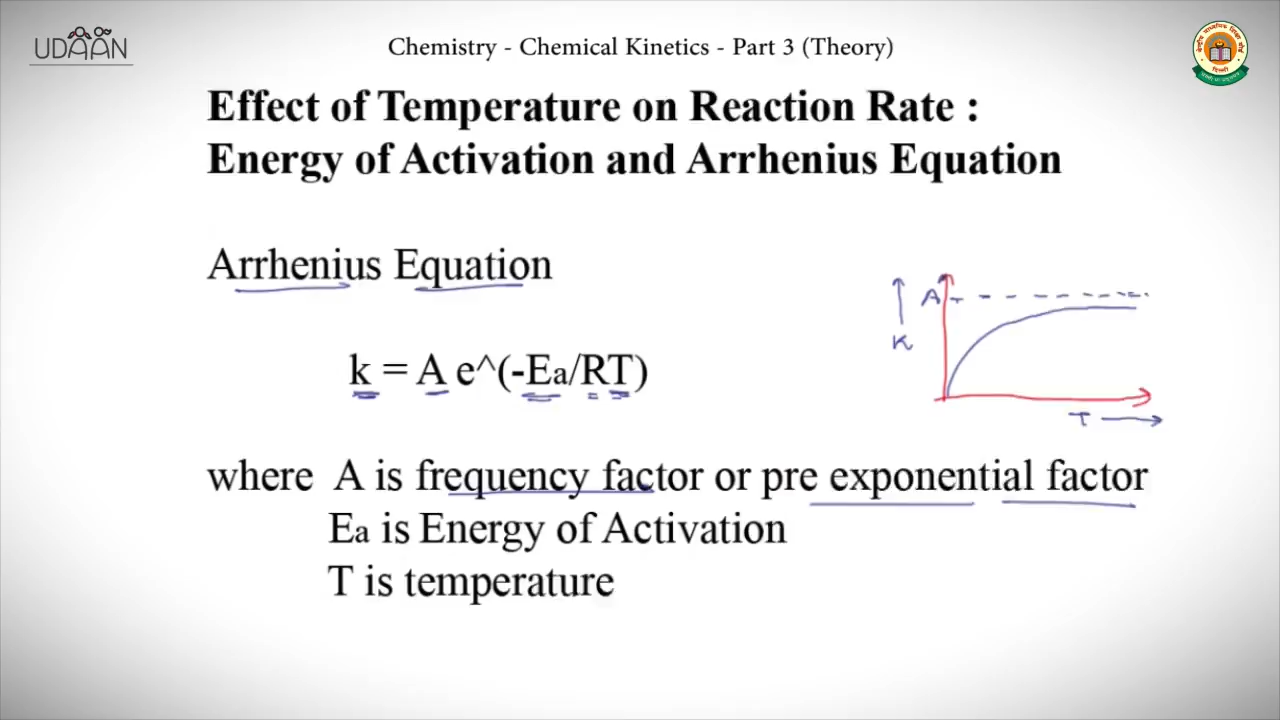 UDAAN
Chemistry - Chemical Kinetics - Part 3 (Theory)
Effect of Temperature on Reaction Rate :
Energy of Activation and Arrhenius Equation
Arrhenius Equation
k = A e^(-Ea/RT)
A
K
T
where A is frequency factor or pre exponential factor
Ea is Energy of Activation
T is temperature